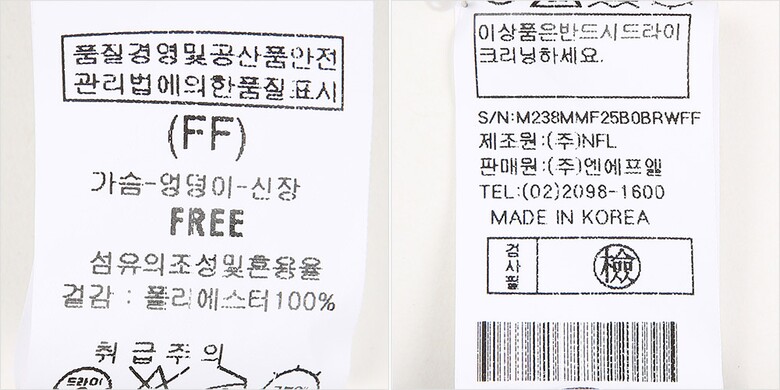 품질경영및공산품안전
관리법에의한품질표시
(FF)
가슴-엉덩이-신장
FREE
섬유의조성및혼용율
겉감 : 폴리에스터100%
취급주의
드라이
이상품은반드시드라이
크리닝하세요.
S/N:M238MMF25B0BRWFF
제조원:(주)NFL
판매원:(주)엔에프엘
TEL:(02)2098-1600
MADE IN KOREA
검사필
檢